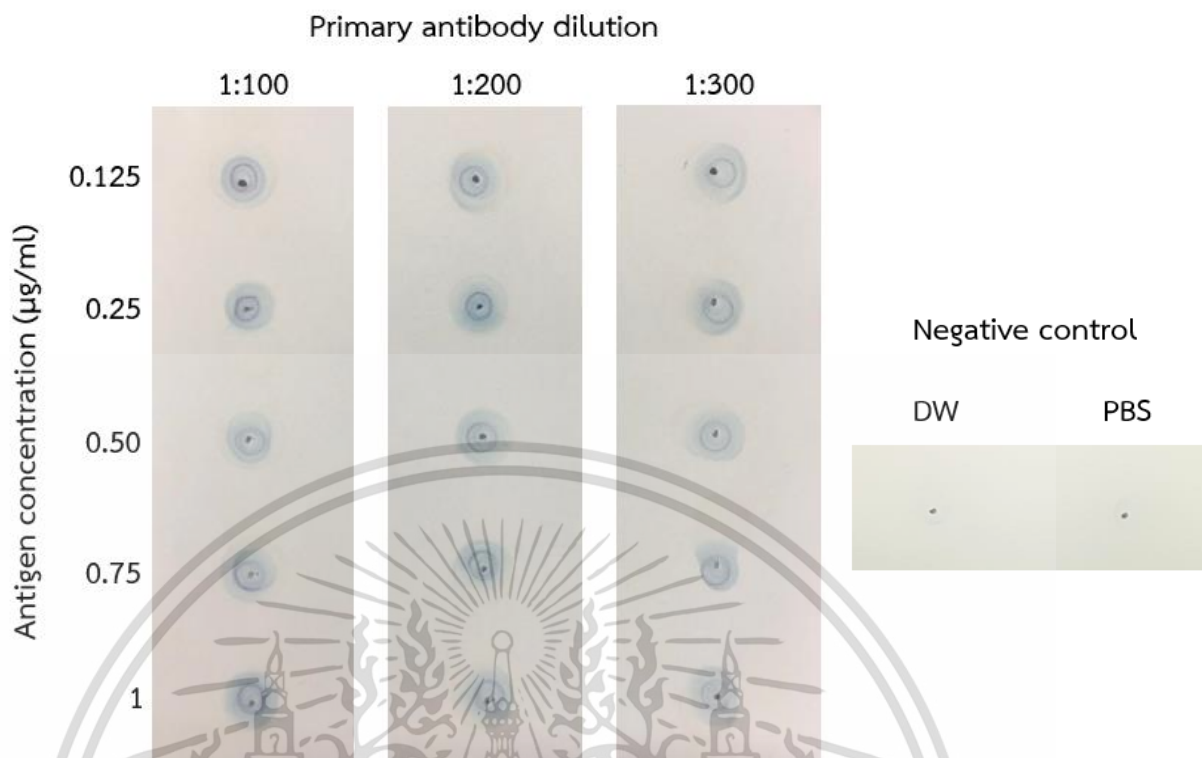 Primary antibody dilution
1:100 1:200 1:300
Antigen concentration (µg/ml)
0.125
0.25
0.50
0.75
1
Negative control
DW PBS